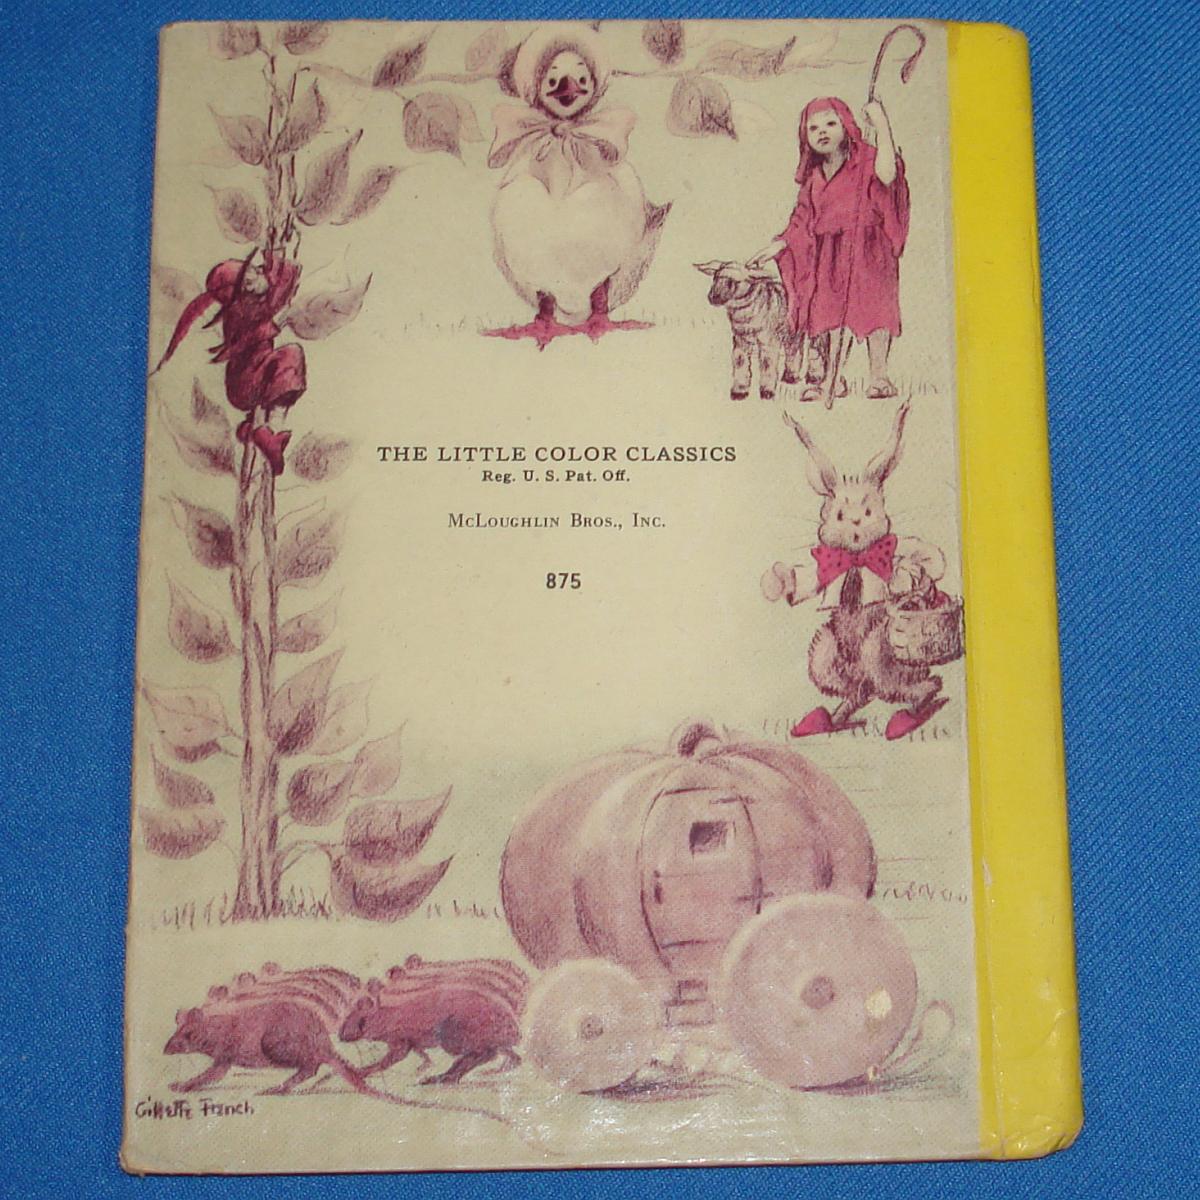 THE LITTLE COLOR CLASSICS
Reg. U. S. Pat. Off.
McLoughlin Bros., Inc.
875
Gillette French